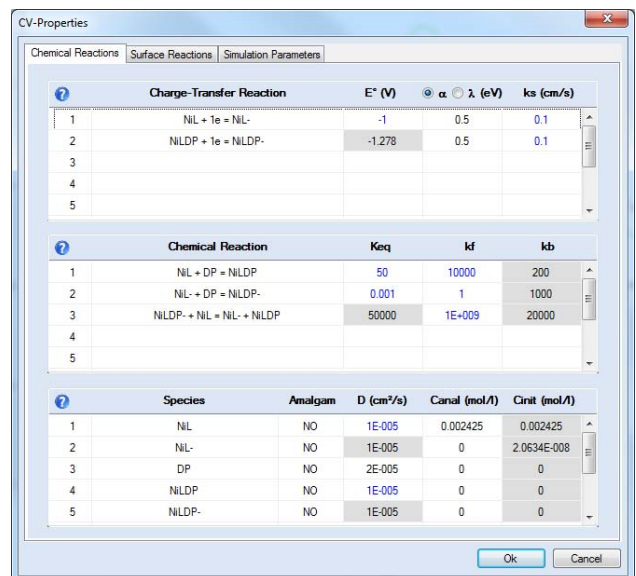 CV-Properties
Chemical Reactions Surface Reactions Simulation Parameters
Charge-Transfer Reaction E° (V) α λ (eV) ks (cm/s)
1 NiL + 1e = NiL- -1 0.5 0.1
2 NiLDP + 1e = NiLDP- -1.278 0.5 0.1
3
4
5
Chemical Reaction Keq kf kb
1 NiL + DP = NiLDP 50 10000 200
2 NiL- + DP = NiLDP- 0.001 1 1000
3 NiLDP- + NiL = NiL- + NiLDP 50000 1E+009 20000
4
5
Species Amalgam D (cm²/s) Canal (mol/l) Cinit (mol/l)
1 NiL NO 1E-005 0.002425 0.002425
2 NiL- NO 1E-005 0 2.0634E-008
3 DP NO 2E-005 0 0
4 NiLDP NO 1E-005 0 0
5 NiLDP- NO 1E-005 0 0
Ok Cancel